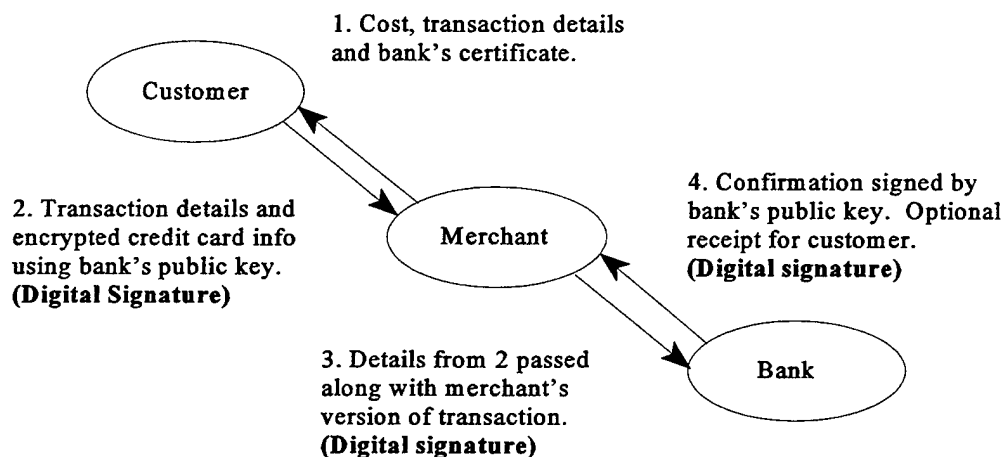 1. Cost, transaction details
and bank's certificate.
Customer
2. Transaction details and
encrypted credit card info
using bank's public key.
(Digital Signature)
Merchant
4. Confirmation signed by
bank's public key. Optional
receipt for customer.
(Digital signature)
3. Details from 2 passed
along with merchant's
version of transaction.
(Digital signature)
Bank